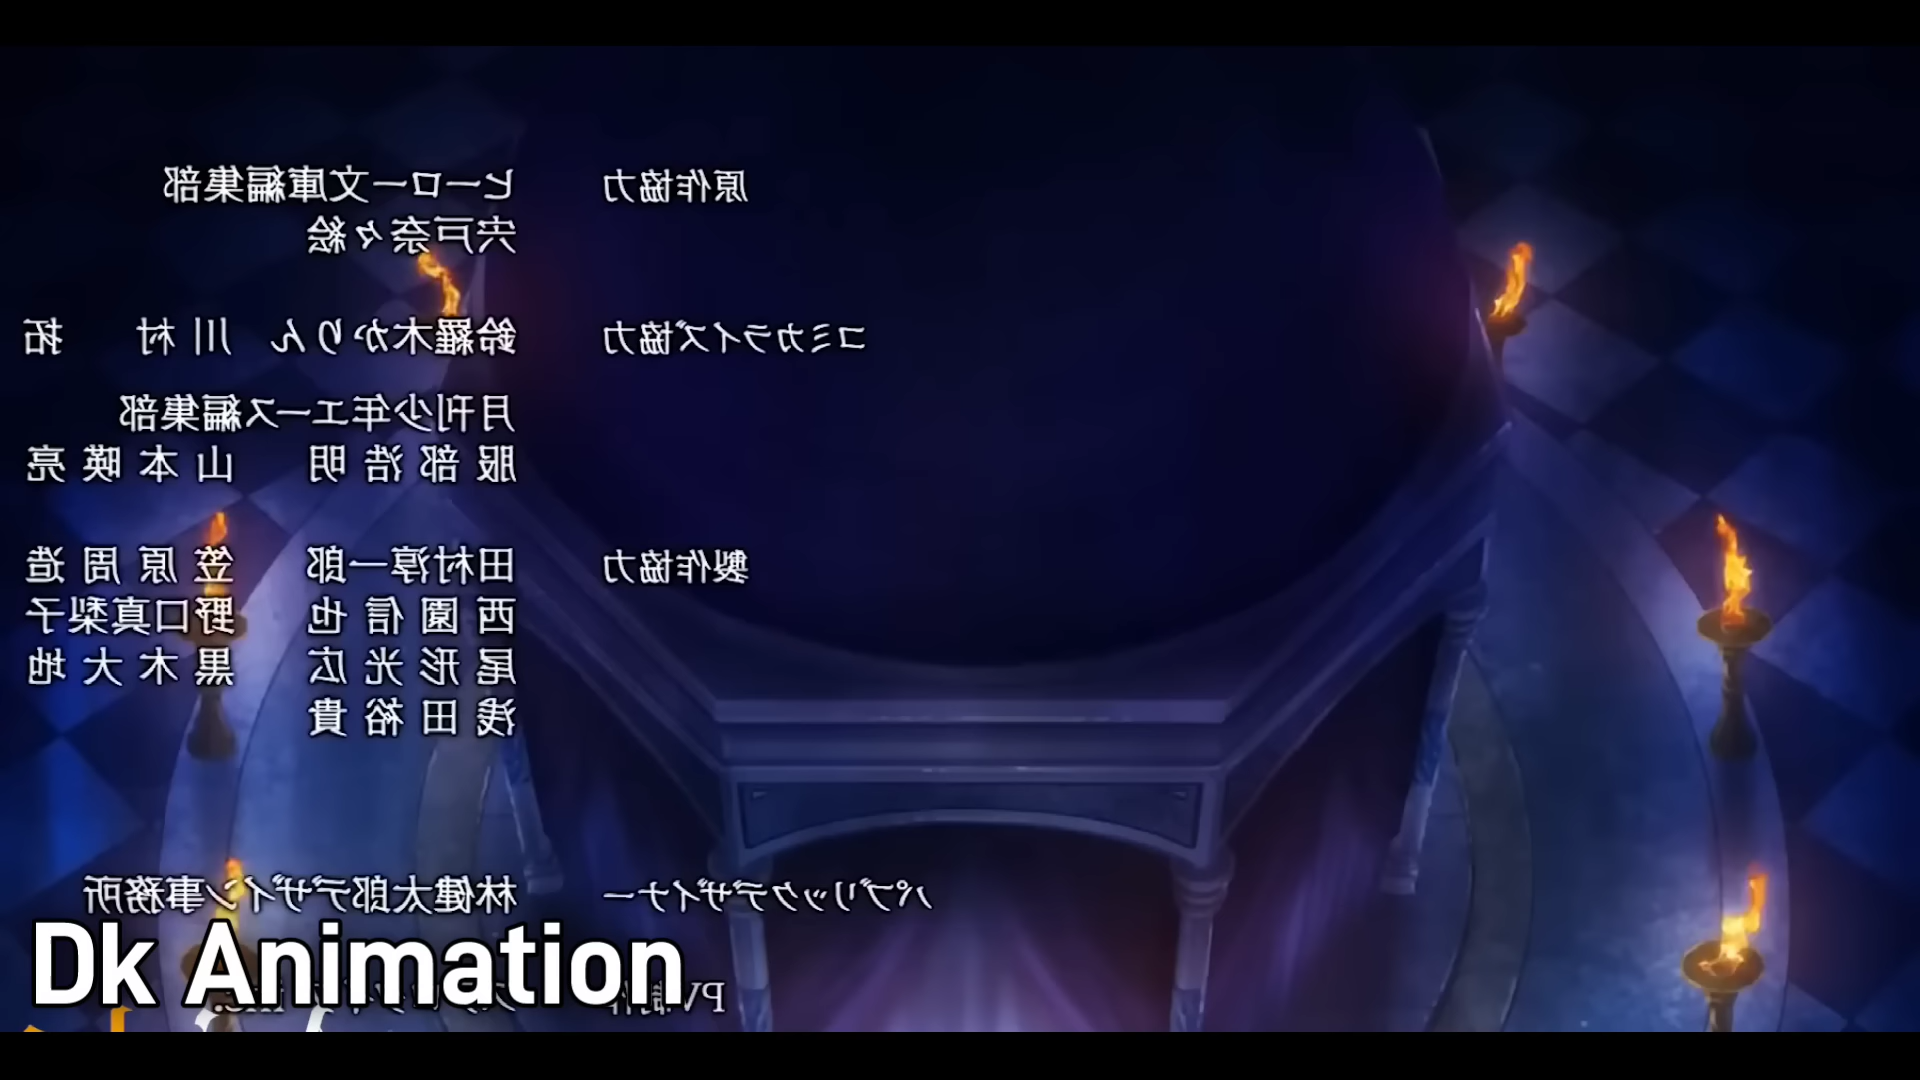 原作協力 ヒーロー文庫編集部
宍戸奈々絵
コミカライズ協力 鈴羅木かりん 川村 拓
月刊少年エース編集部
服部浩明 山本暎亮
製作協力 田村淳一郎 笠原周造
西園信也 野口真梨子
尾形光広 黒木大地
浅田裕貴
パブリックデザイナー 林健太郎デザイン事務所
PV制作
Dk Animation